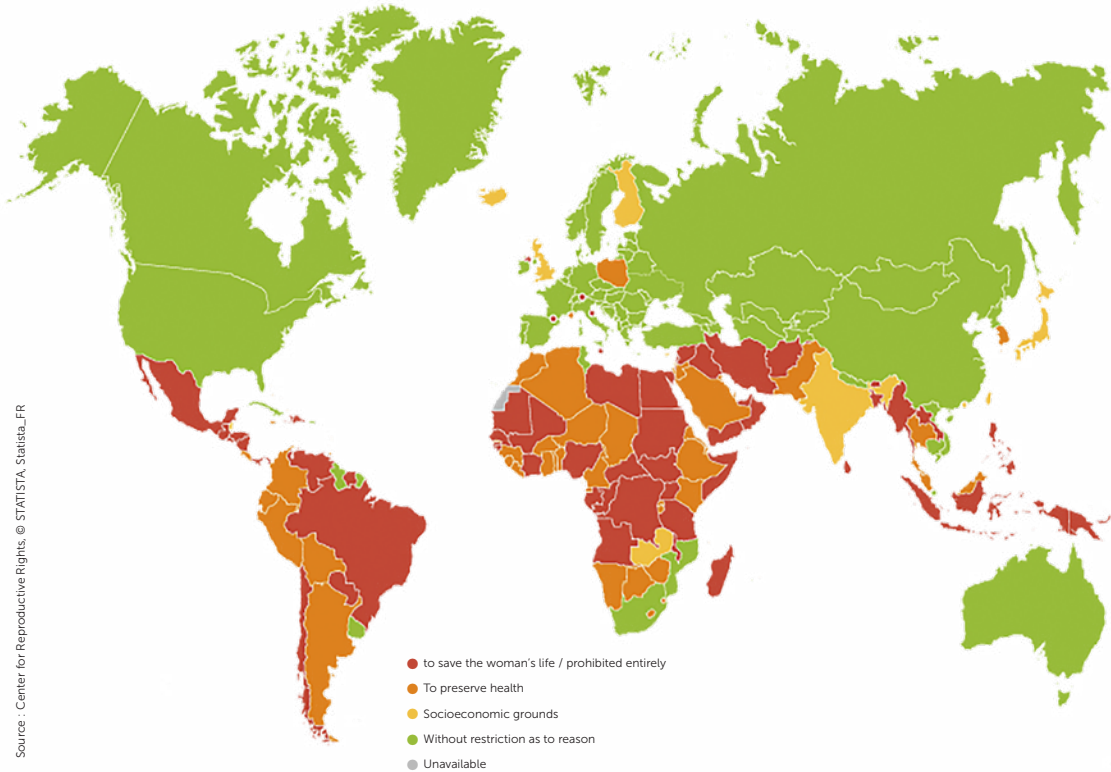 Source : Center for Reproductive Rights, © STATISTA, Statista_FR
to save the woman's life / prohibited entirely
To preserve health
Socioeconomic grounds
Without restriction as to reason
Unavailable